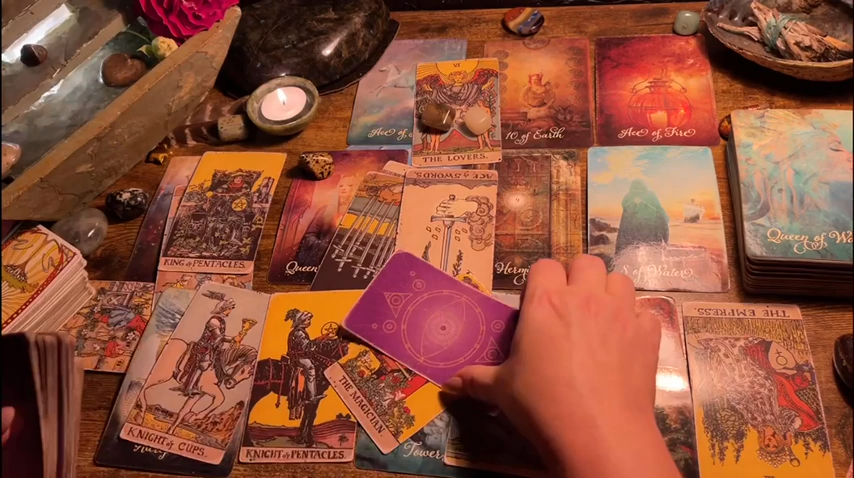 VI
Ace of
10 of Earth
Ace of Fire
THE LOVERS.
ACE of SWORDS.
KING of PENTACLES.
Queen
Herm
of Water
Queen of Wa
THE EMPRESS.
THE MAGICIAN.
KNIGHT of CUPS.
KNIGHT of PENTACLES.
Tower